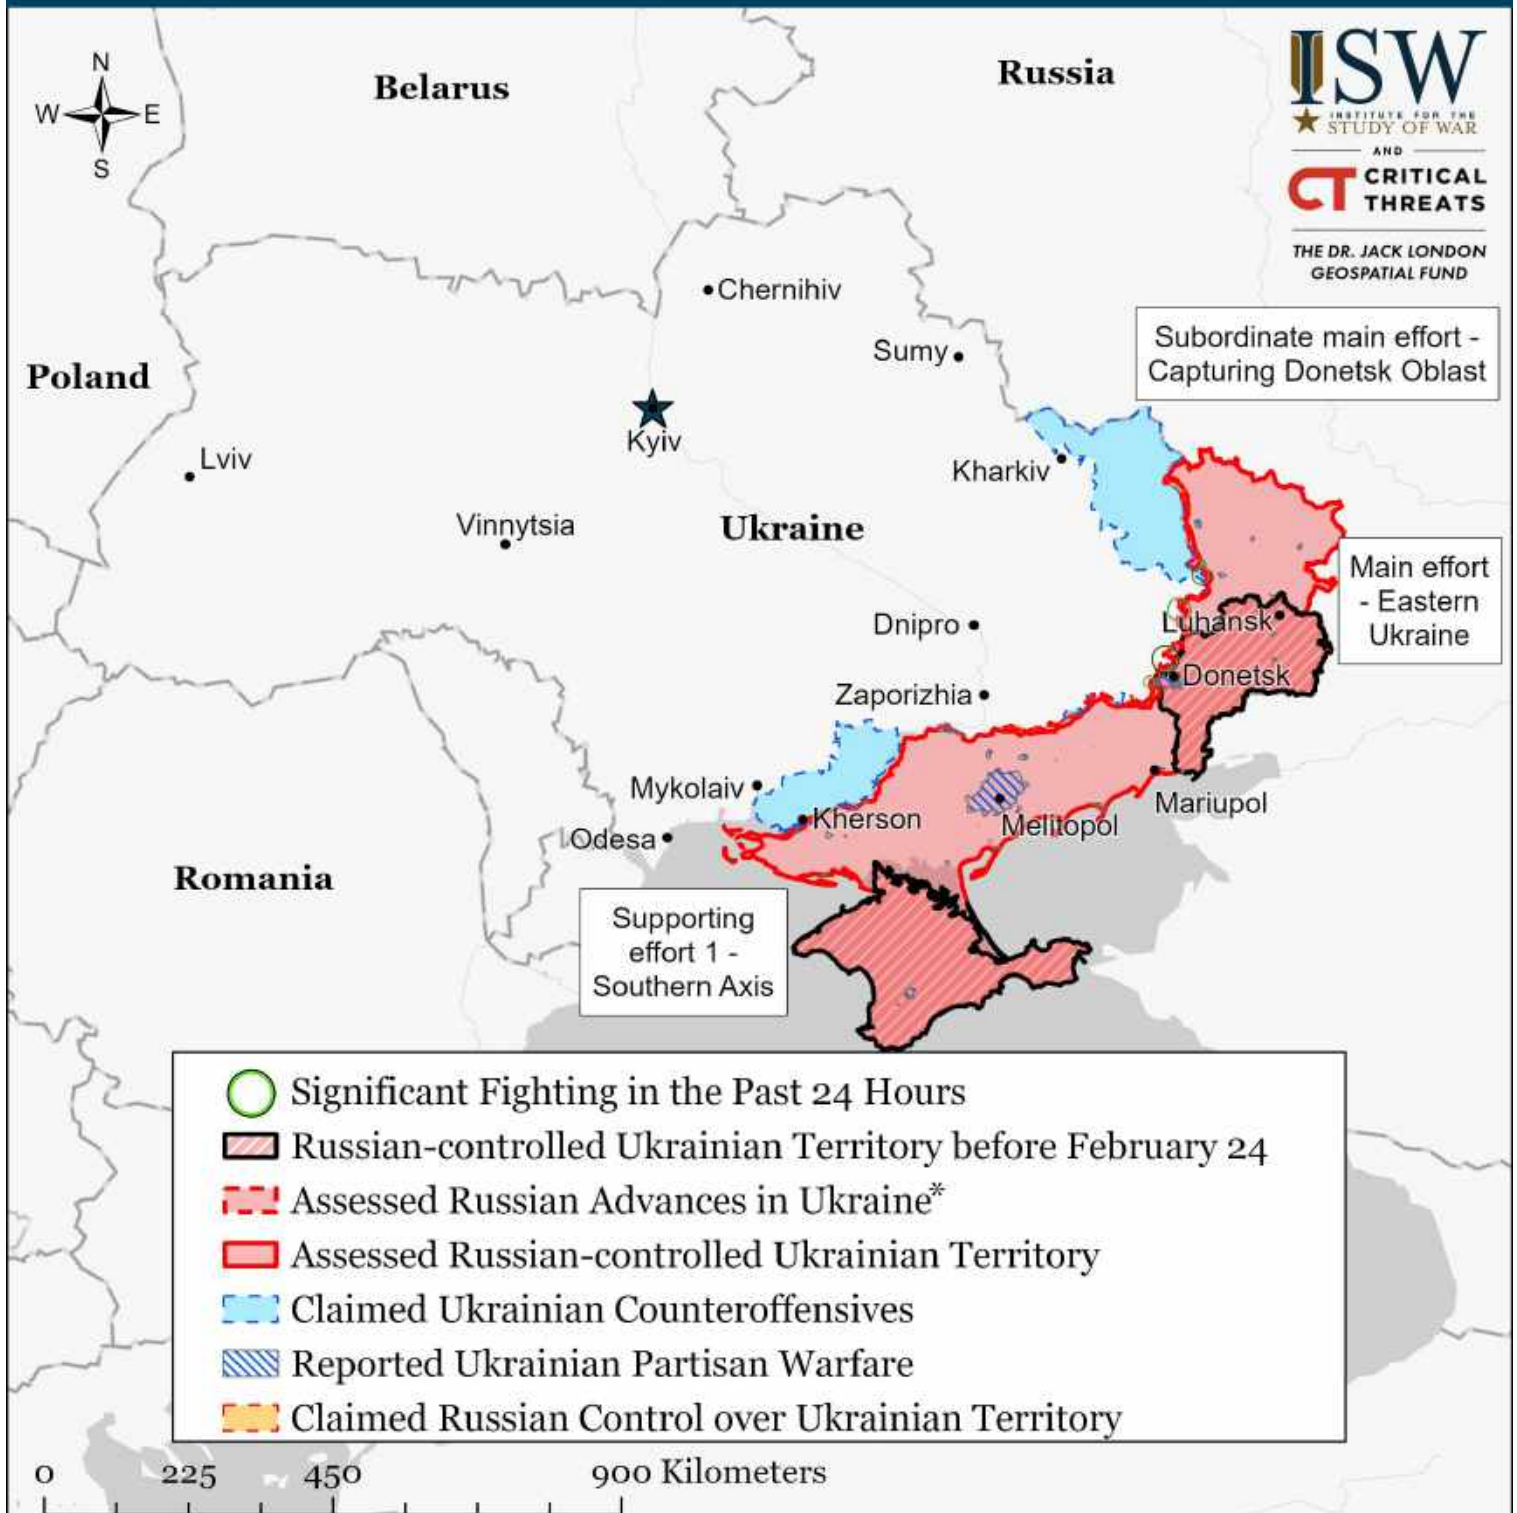 N
W E
S
Belarus
Russia
ISW
INSTITUTE FOR THE
STUDY OF WAR
AND
CT CRITICAL
THREATS
THE DR. JACK LONDON
GEOSPATIAL FUND
Chernihiv
Subordinate main effort -
Capturing Donetsk Oblast
Sumy
Poland
Kyiv
Lviv
Kharkiv
Vinnytsia
Ukraine
Main effort
- Eastern
Ukraine
Dnipro
Luhansk
Donetsk
Zaporizhia
Mykolaiv
Mariupol
Kherson
Melitopol
Odesa
Romania
Supporting
effort 1 -
Southern Axis
Significant Fighting in the Past 24 Hours
Russian-controlled Ukrainian Territory before February 24
Assessed Russian Advances in Ukraine*
Assessed Russian-controlled Ukrainian Territory
Claimed Ukrainian Counteroffensives
Reported Ukrainian Partisan Warfare
Claimed Russian Control over Ukrainian Territory
0 225 450 900 Kilometers